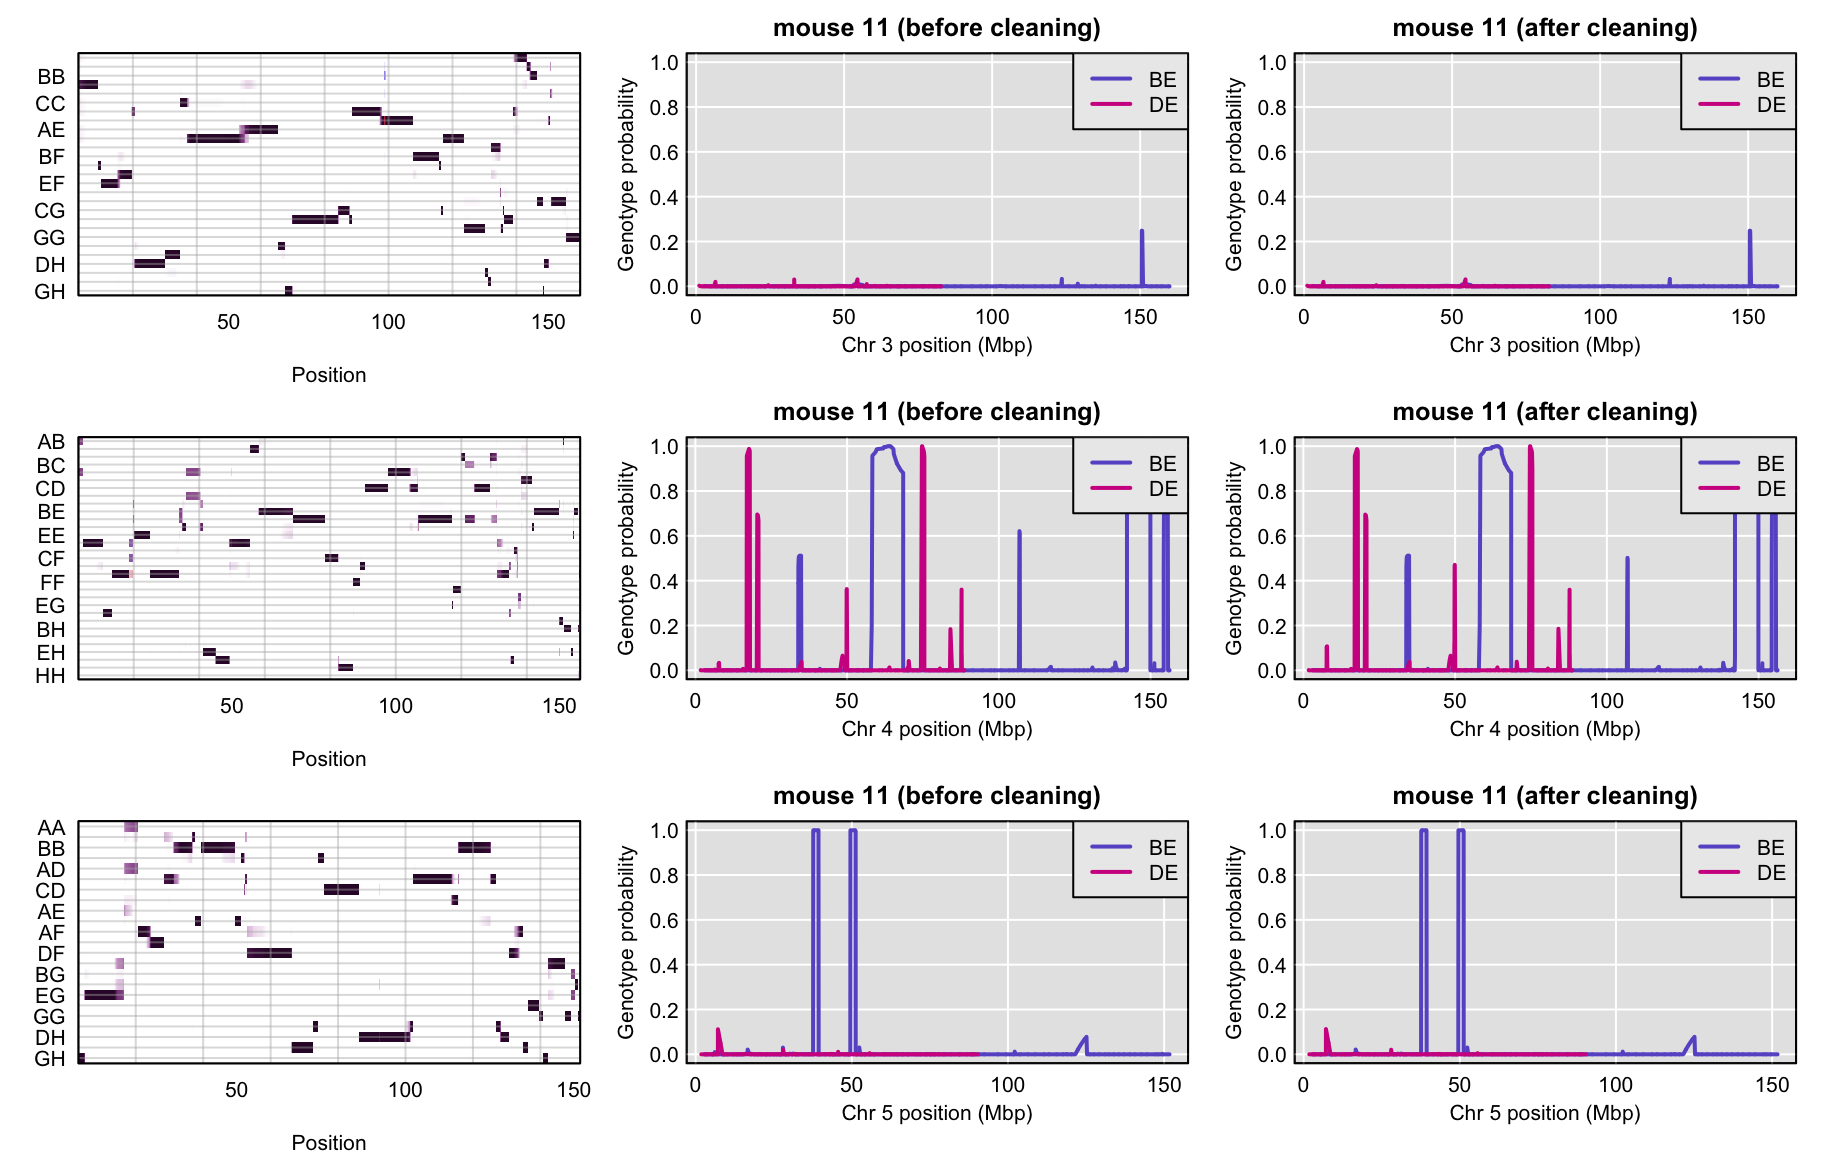 BB
CC
AE
BF
EF
CG
GG
DH
GH
50 100 150
Position
mouse 11 (before cleaning)
Genotype probability
1.0
0.8
0.6
0.4
0.2
0.0
BE
DE
0 50 100 150
Chr 3 position (Mbp)
mouse 11 (after cleaning)
Genotype probability
1.0
0.8
0.6
0.4
0.2
0.0
BE
DE
0 50 100 150
Chr 3 position (Mbp)
AB
BC
CD
BE
EE
CF
FF
EG
BH
EH
HH
50 100 150
Position
mouse 11 (before cleaning)
Genotype probability
1.0
0.8
0.6
0.4
0.2
0.0
BE
DE
0 50 100 150
Chr 4 position (Mbp)
mouse 11 (after cleaning)
Genotype probability
1.0
0.8
0.6
0.4
0.2
0.0
BE
DE
0 50 100 150
Chr 4 position (Mbp)
AA
BB
AD
CD
AE
AF
DF
BG
EG
GG
DH
GH
50 100 150
Position
mouse 11 (before cleaning)
Genotype probability
1.0
0.8
0.6
0.4
0.2
0.0
BE
DE
0 50 100 150
Chr 5 position (Mbp)
mouse 11 (after cleaning)
Genotype probability
1.0
0.8
0.6
0.4
0.2
0.0
BE
DE
0 50 100 150
Chr 5 position (Mbp)